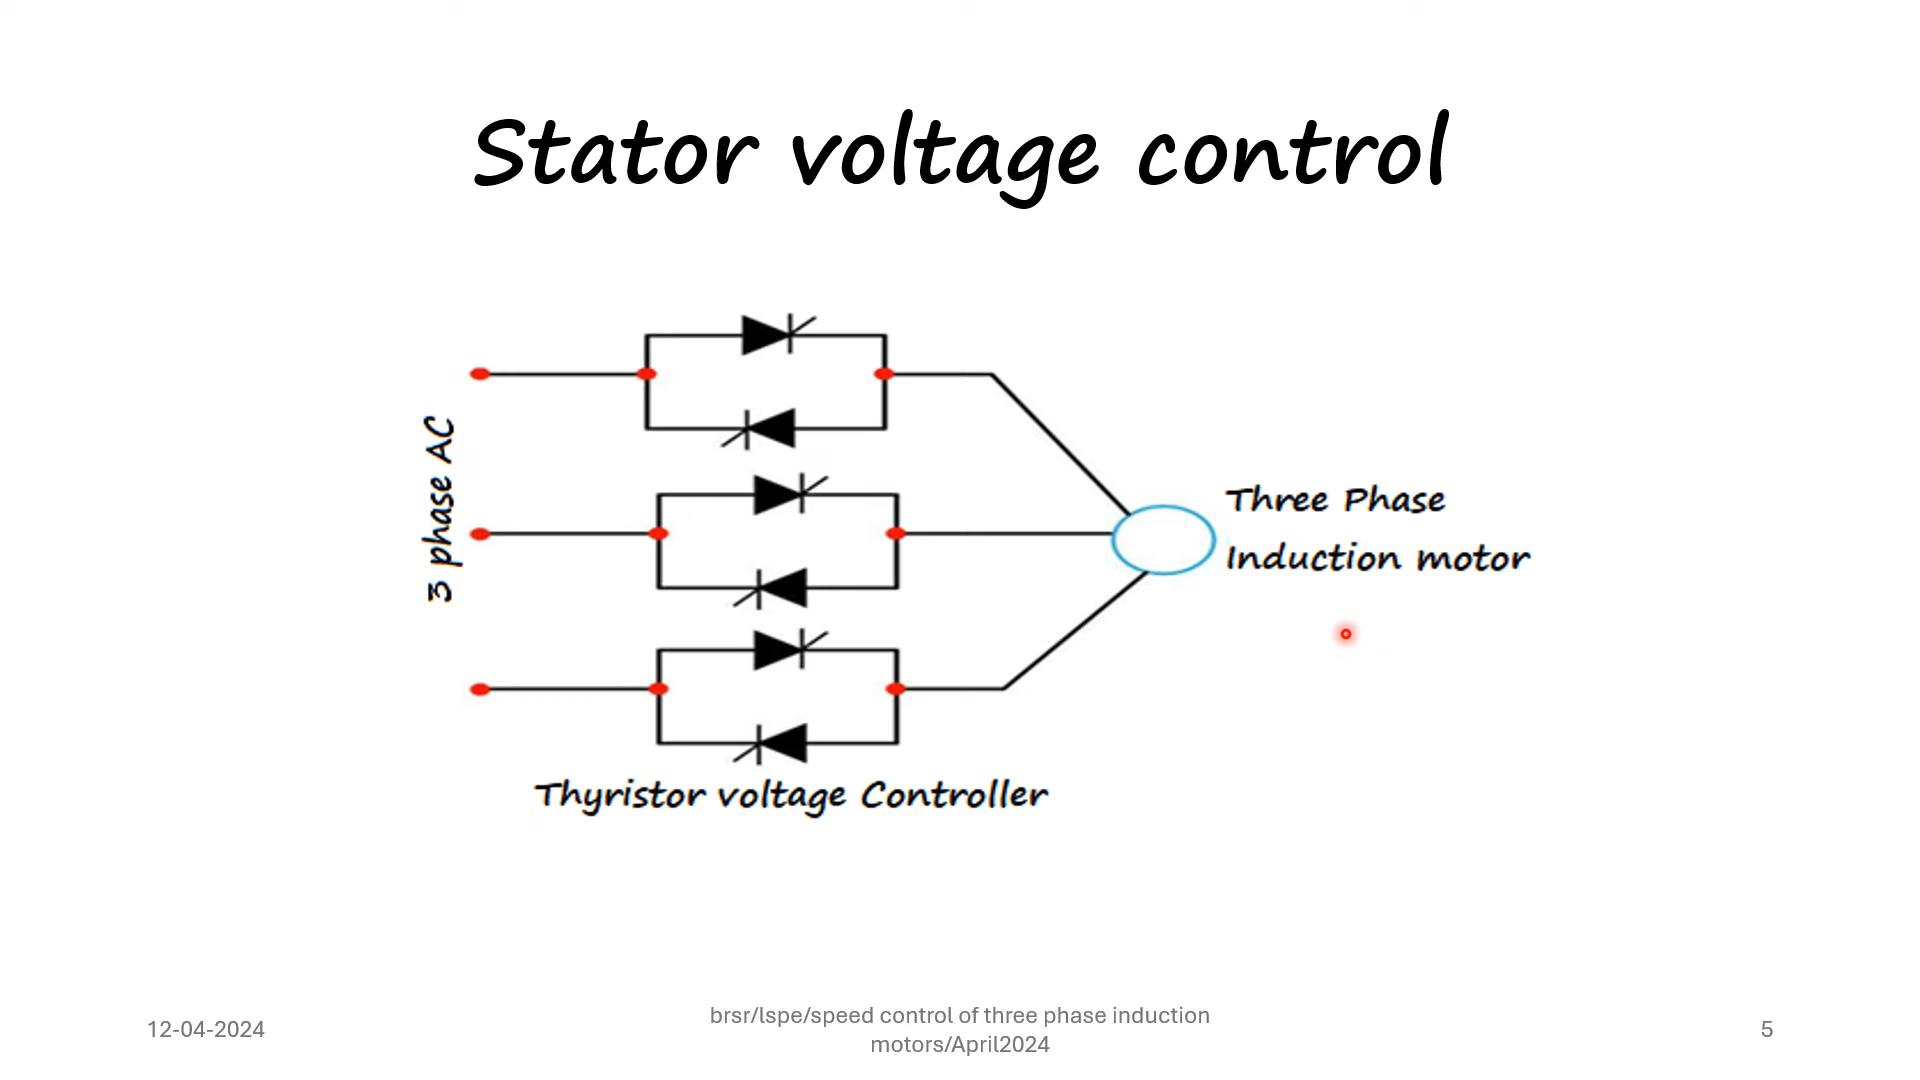 Stator voltage control
3 phase AC
Three Phase
Induction motor
Thyristor voltage Controller
12-04-2024
brsr/lspe/speed control of three phase induction
motors/April2024
5